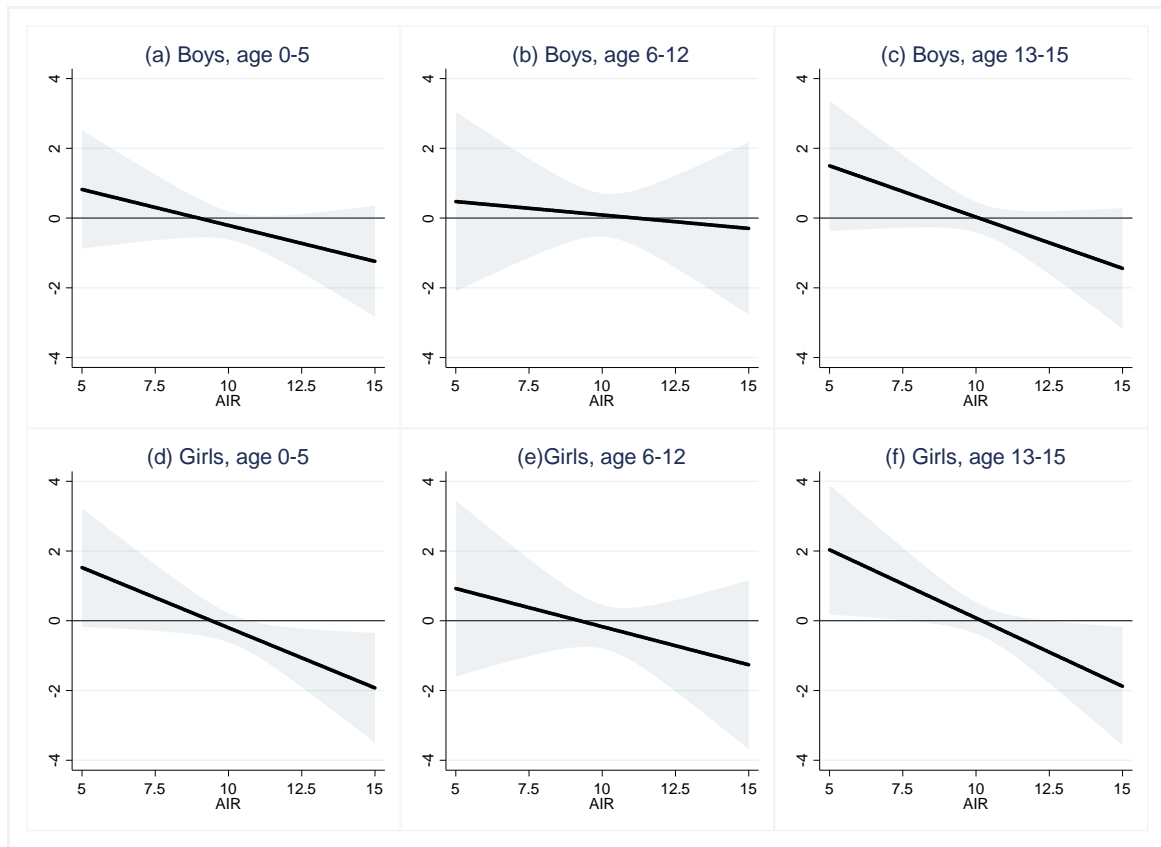 (a) Boys, age 0-5
4
2
0
-2
-4
5 7.5 10 12.5 15
AIR
(b) Boys, age 6-12
4
2
0
-2
-4
5 7.5 10 12.5 15
AIR
(c) Boys, age 13-15
4
2
0
-2
-4
5 7.5 10 12.5 15
AIR
(d) Girls, age 0-5
4
2
0
-2
-4
5 7.5 10 12.5 15
AIR
(e)Girls, age 6-12
4
2
0
-2
-4
5 7.5 10 12.5 15
AIR
(f) Girls, age 13-15
4
2
0
-2
-4
5 7.5 10 12.5 15
AIR